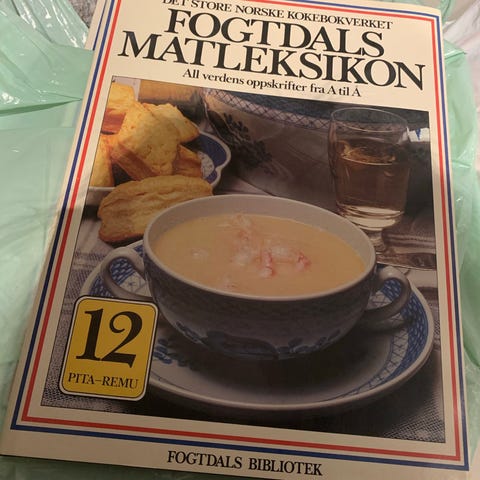 DET STORE NORSKE KOKEBOKVERKET
FOGTDALS
MATLEKSIKON
All verdens oppskrifter fra A til Å
12
PITA–REMU
FOGTDALS BIBLIOTEK